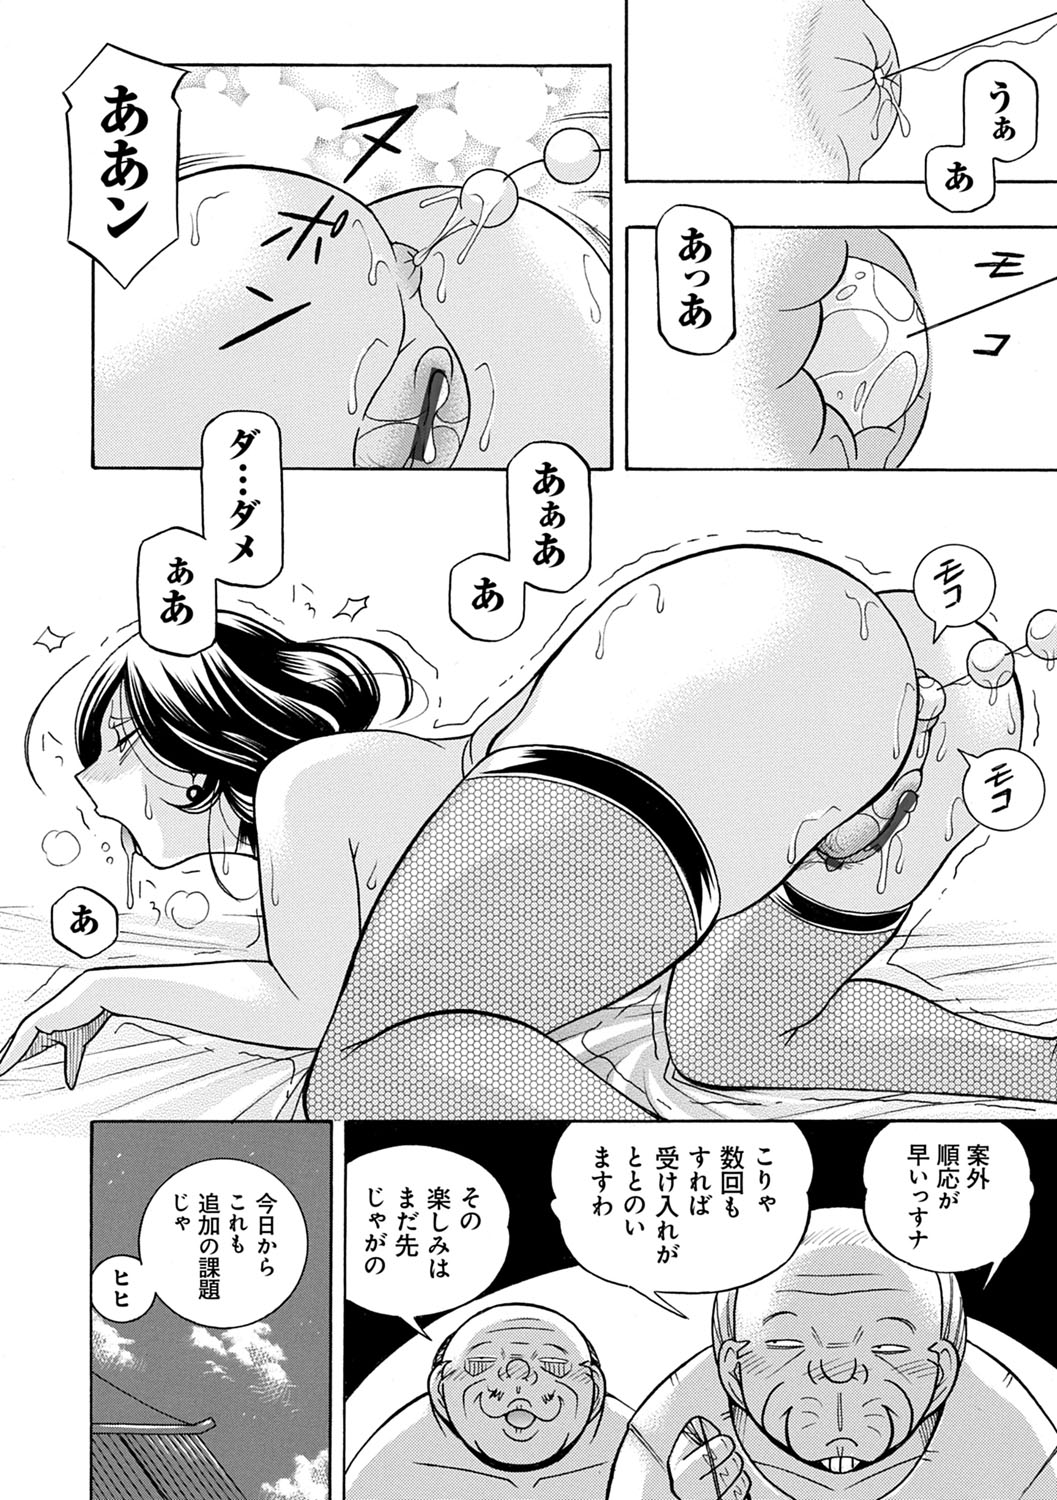 うぁ
あ
モコ
あっあ
ヌ
ポン
ああン
モコ
モコ
あぁあ
あ
ダ…ダメ
ぁあ
あ
案外
順応が
早いっすナ
こりゃ
数回も
すれば
受け入れが
ととのい
ますわ
その
楽しみは
まだ先
じゃがの
今日から
これも
追加の課題
じゃ
ヒヒ